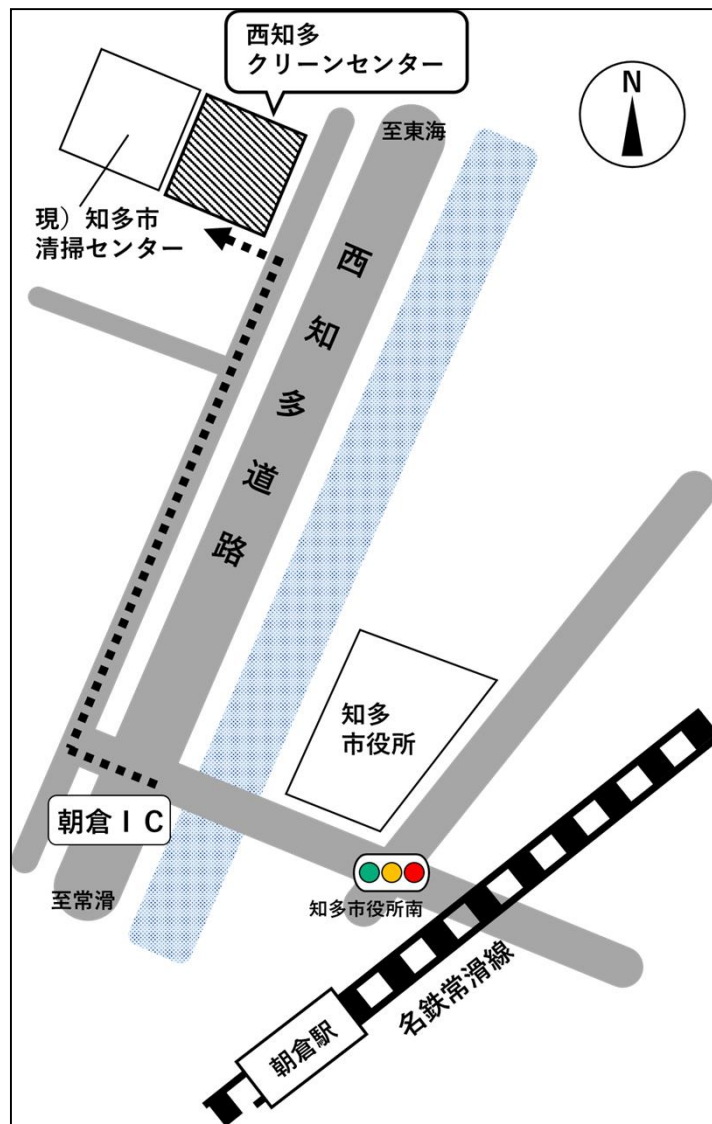 西知多
クリーンセンター
N
至東海
現）知多市
清掃センター
西知多道路
知多
市役所
朝倉ＩＣ
至常滑
知多市役所南
名鉄常滑線
朝倉駅